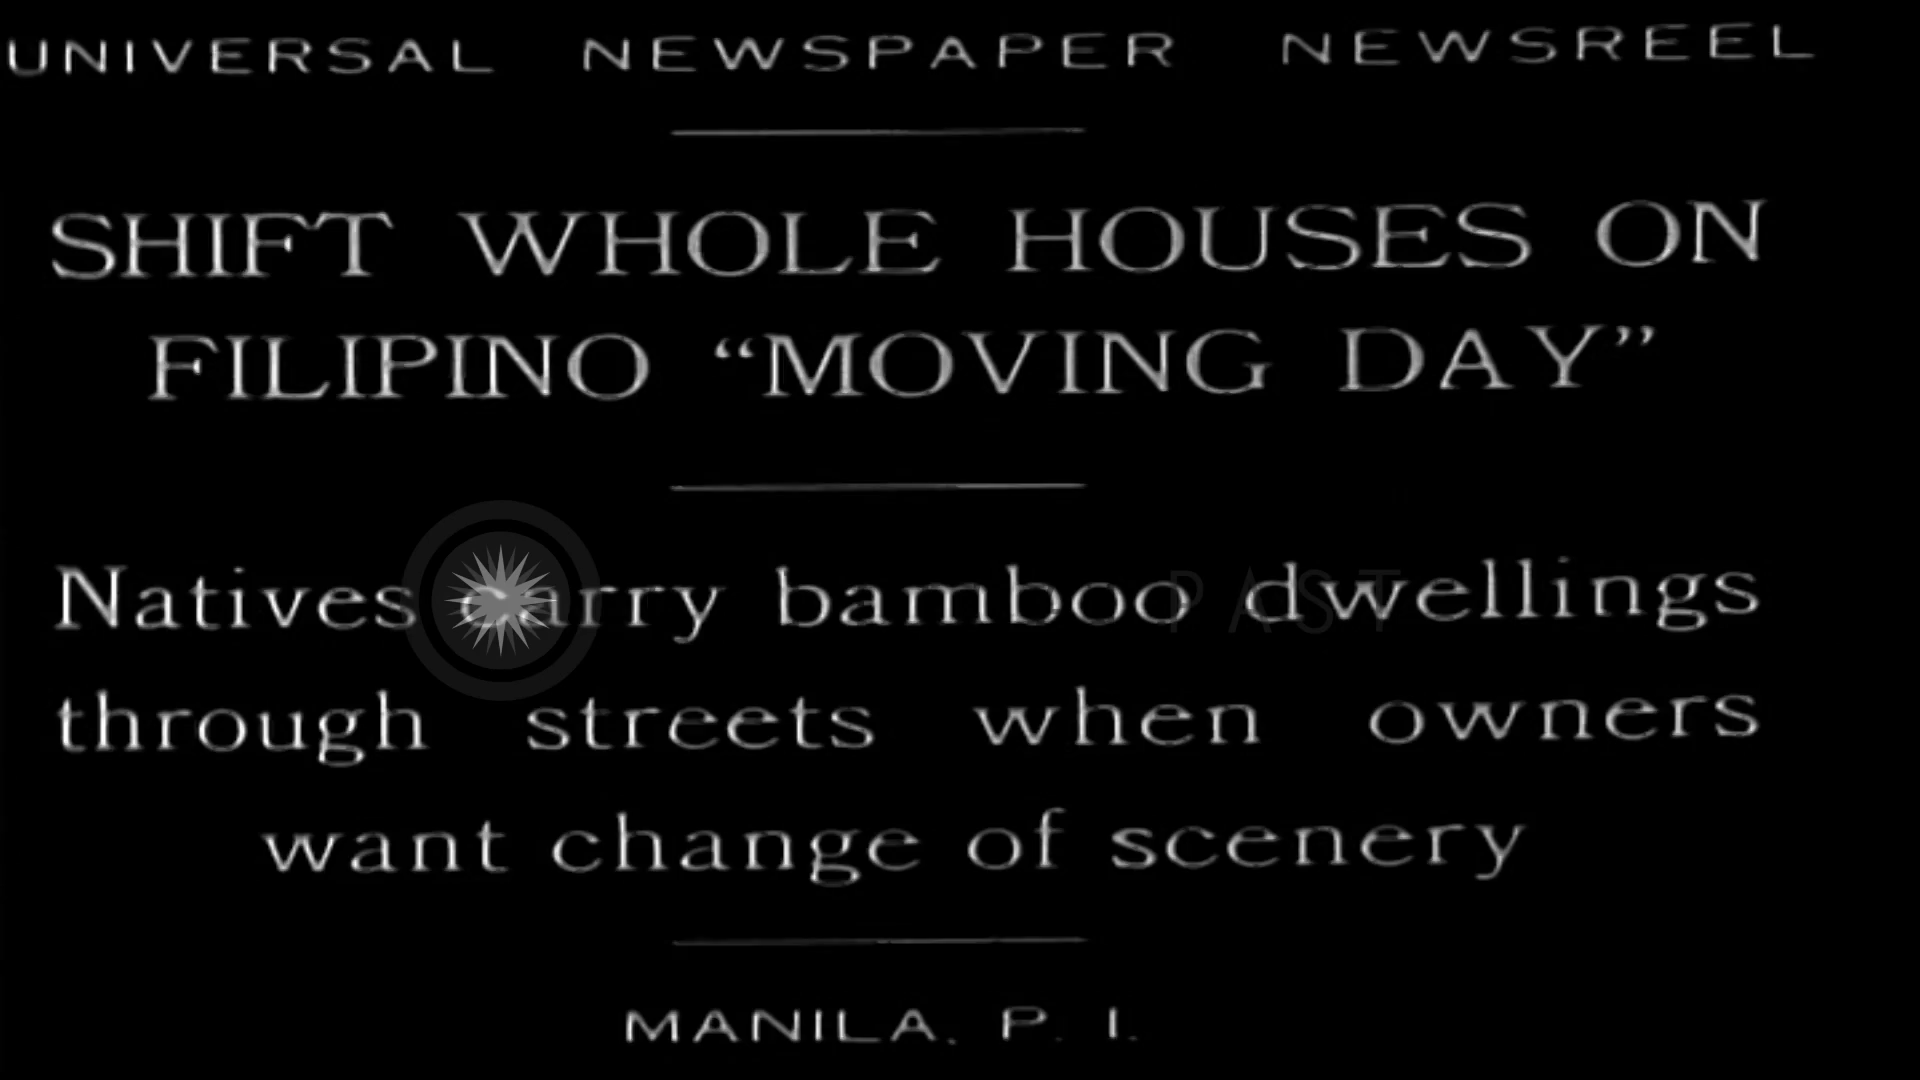 UNIVERSAL NEWSPAPER NEWSREEL
SHIFT WHOLE HOUSES ON
FILIPINO “MOVING DAY”
Natives carry bamboo dwellings
through streets when owners
want change of scenery
MANILA, P. I.
PAST